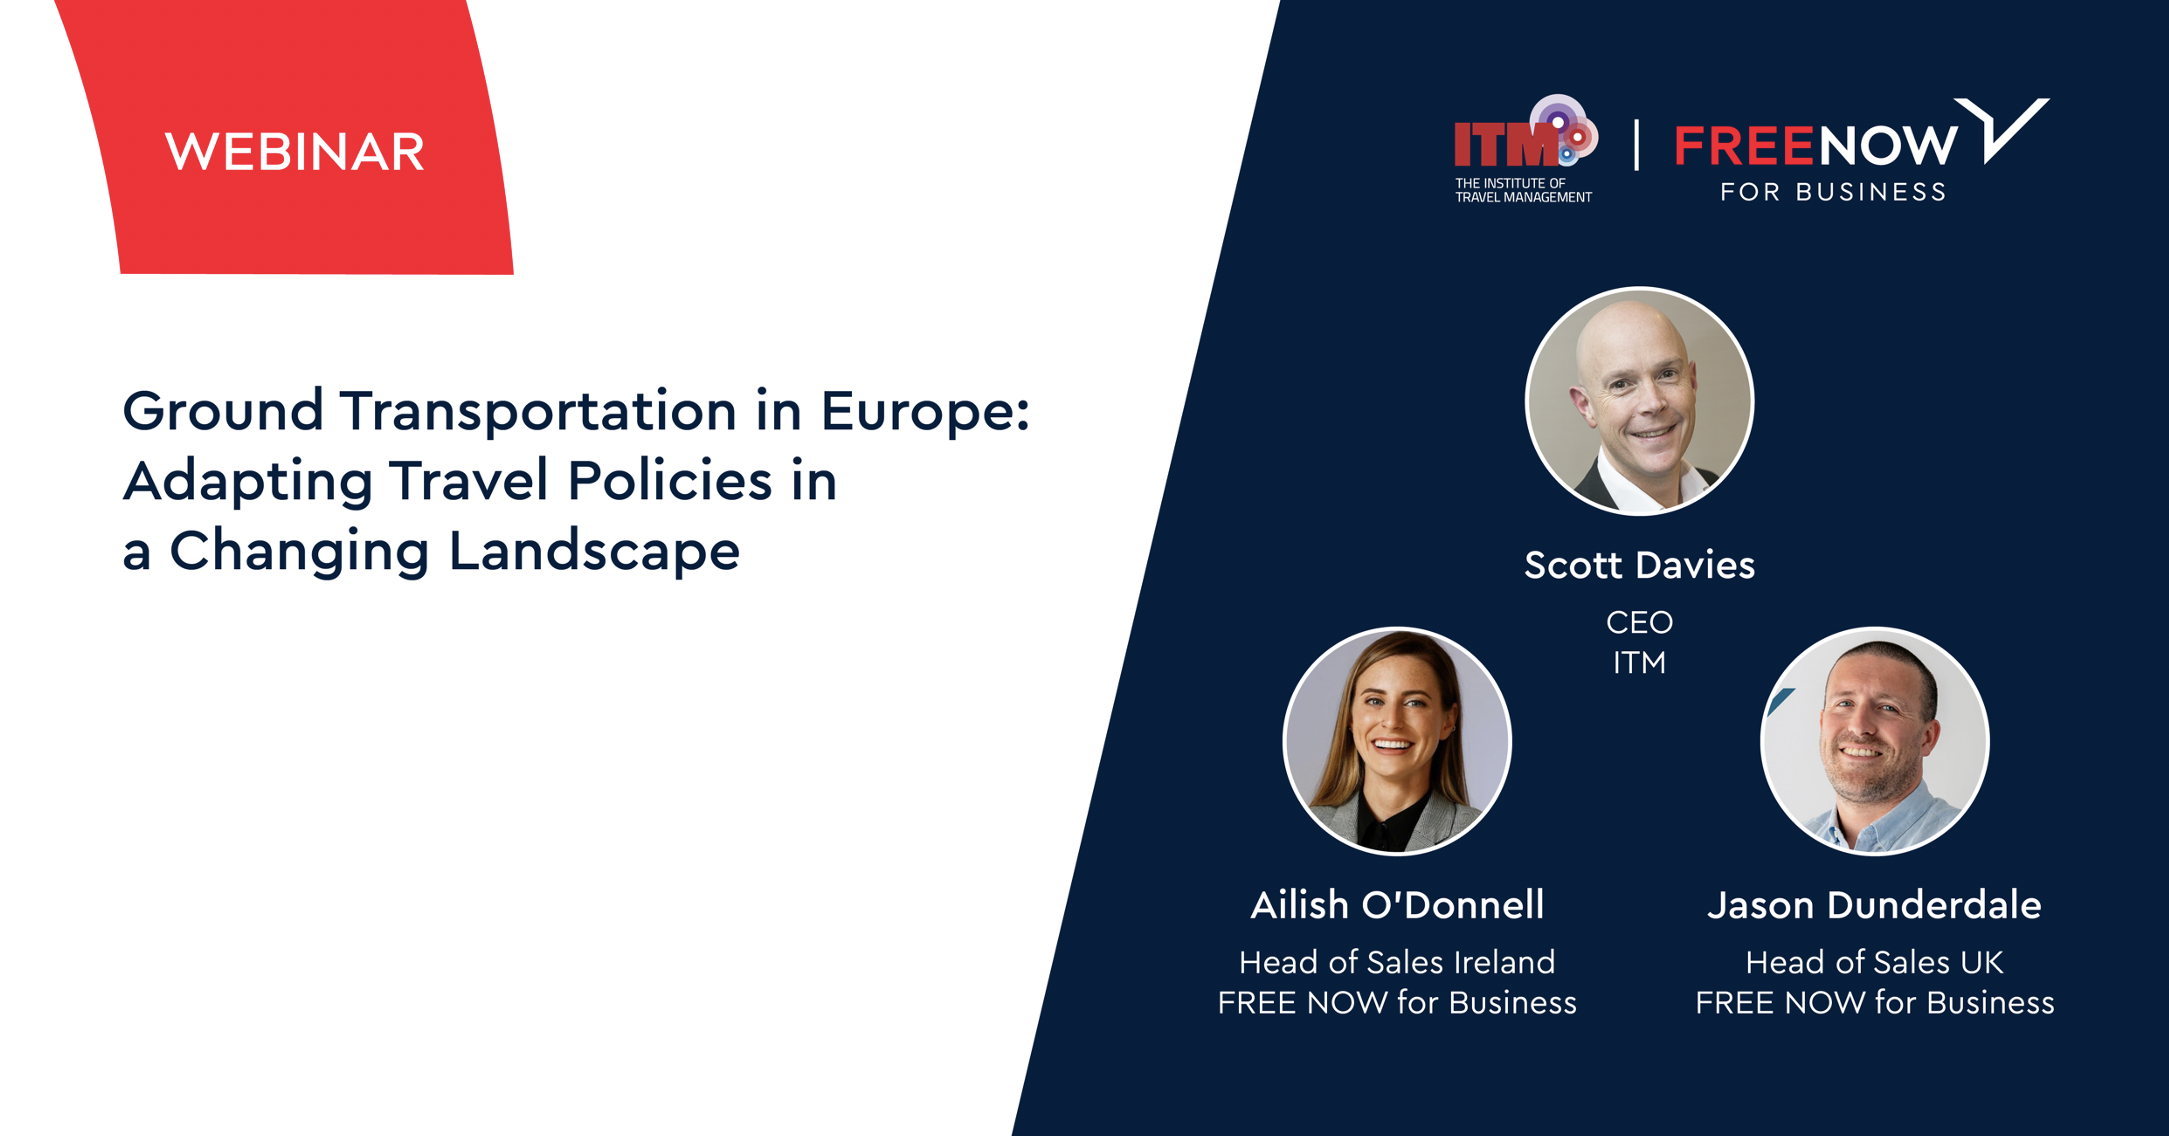 WEBINAR
Ground Transportation in Europe:
Adapting Travel Policies in
a Changing Landscape
ITM
THE INSTITUTE OF
TRAVEL MANAGEMENT
FREENOW
FOR BUSINESS
Scott Davies
CEO
ITM
Ailish O'Donnell
Head of Sales Ireland
FREE NOW for Business
Jason Dunderdale
Head of Sales UK
FREE NOW for Business